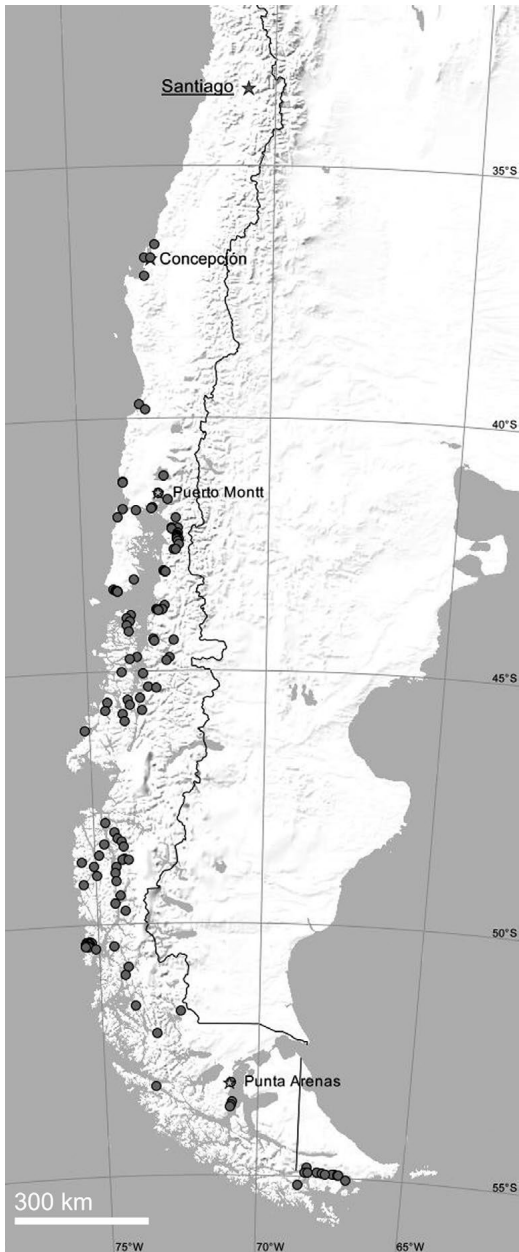 Santiago
35°S
Concepción
40°S
Puerto Montt
45°S
50°S
Punta Arenas
300 km
55°S
75°W
70°W
65°W